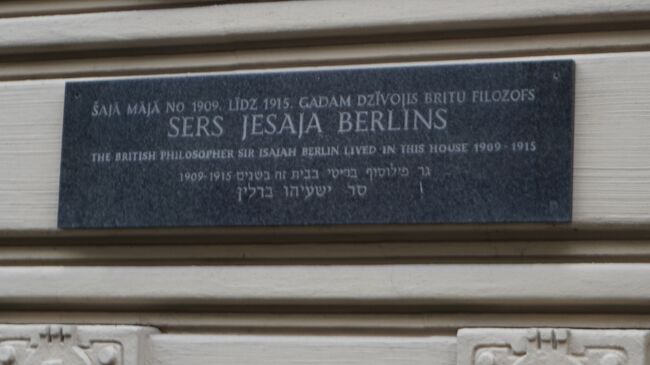 ŠAJĀ MĀJĀ NO 1909. LĪDZ 1915. GADAM DZĪVOJIS BRITU FILOZOFS
SERS JESAJA BERLINS
THE BRITISH PHILOSOPHER SIR ISAIAH BERLIN LIVED IN THIS HOUSE 1909 - 1915
גר פילוסוף בריטי בבית זה בשנים 1909-1915
סר ישעיהו ברלין